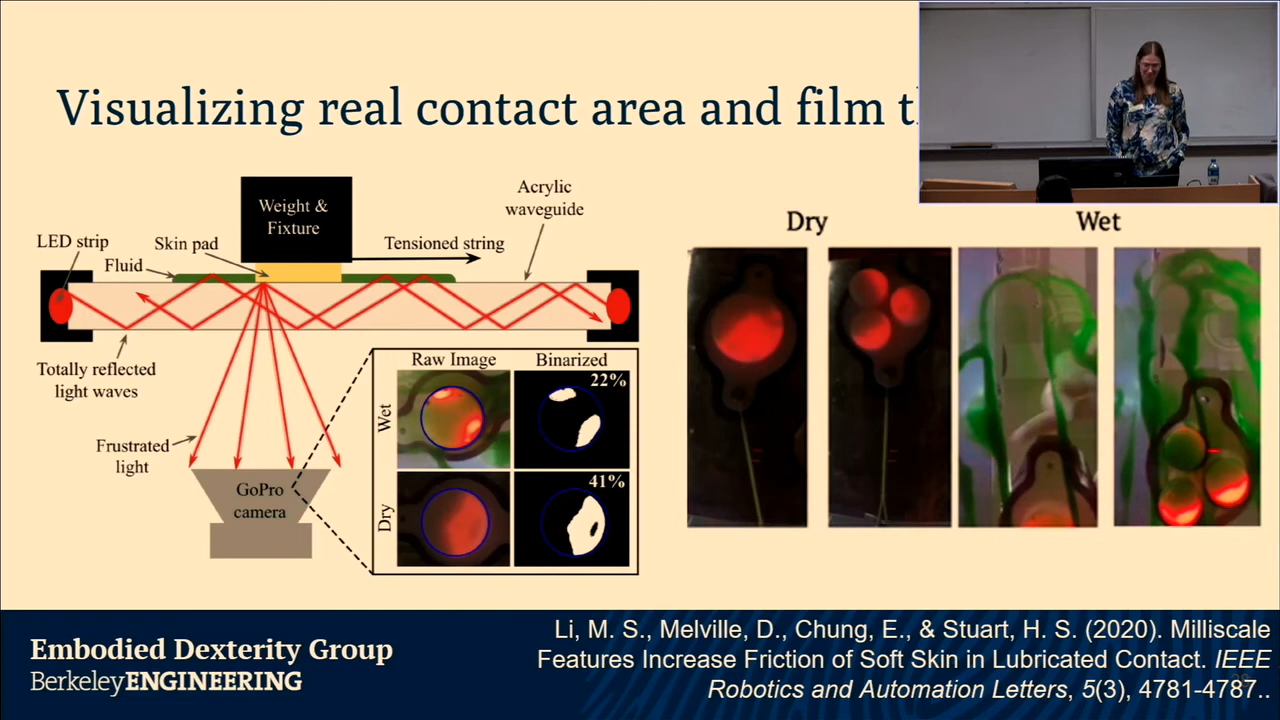 Visualizing real contact area and film
Weight &
Fixture
Acrylic
waveguide
LED strip
Skin pad
Fluid
Tensioned string
Totally reflected
light waves
Frustrated
light
GoPro
camera
Raw Image
Binarized
Wet
22%
Dry
41%
Dry
Wet
Embodied Dexterity Group
BerkeleyENGINEERING
Li, M. S., Melville, D., Chung, E., & Stuart, H. S. (2020). Milliscale
Features Increase Friction of Soft Skin in Lubricated Contact. IEEE
Robotics and Automation Letters, 5(3), 4781-4787..